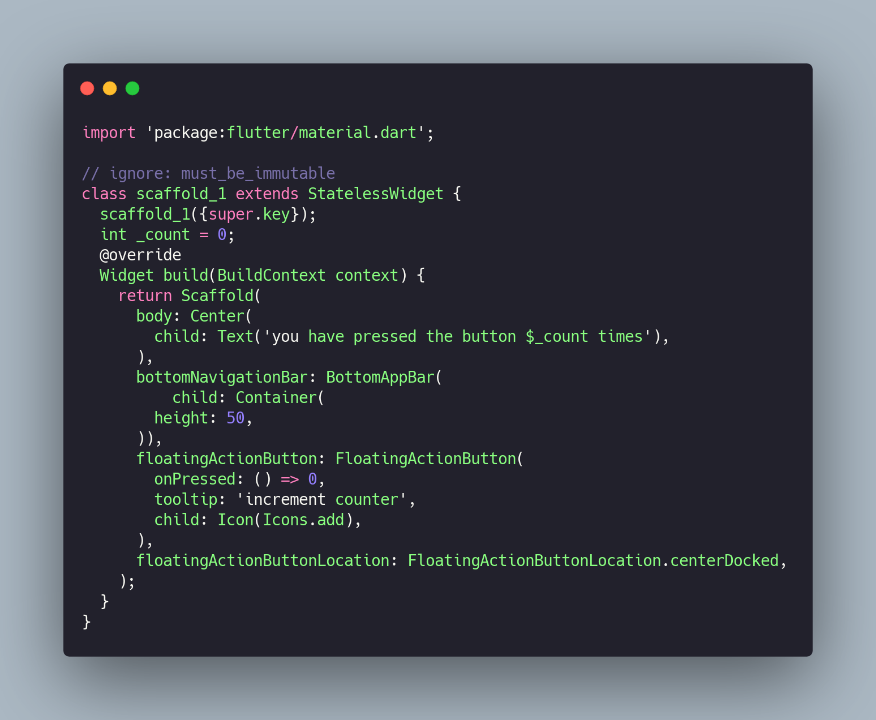 import 'package:flutter/material.dart';
// ignore: must_be_immutable
class scaffold_1 extends StatelessWidget {
  scaffold_1({super.key});
  int _count = 0;
  @override
  Widget build(BuildContext context) {
    return Scaffold(
      body: Center(
        child: Text('you have pressed the button $_count times'),
      ),
      bottomNavigationBar: BottomAppBar(
          child: Container(
        height: 50,
      )),
      floatingActionButton: FloatingActionButton(
        onPressed: () => 0,
        tooltip: 'increment counter',
        child: Icon(Icons.add),
      ),
      floatingActionButtonLocation: FloatingActionButtonLocation.centerDocked,
    );
  }
}